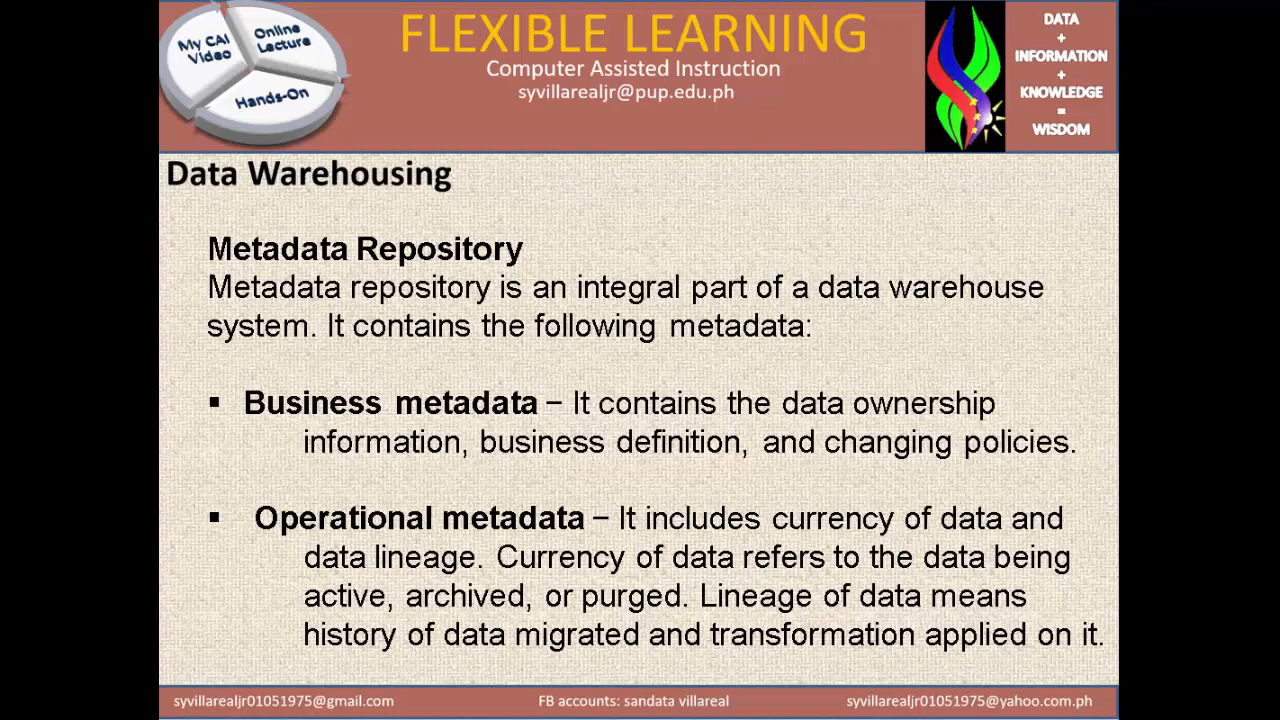 My CAI
Video
Online
Lecture
Hands-On
FLEXIBLE LEARNING
Computer Assisted Instruction
syvillarealjr@pup.edu.ph
DATA
+
INFORMATION
+
KNOWLEDGE
=
WISDOM
Data Warehousing
Metadata Repository
Metadata repository is an integral part of a data warehouse
system. It contains the following metadata:
▪ Business metadata − It contains the data ownership
information, business definition, and changing policies.
▪ Operational metadata − It includes currency of data and
data lineage. Currency of data refers to the data being
active, archived, or purged. Lineage of data means
history of data migrated and transformation applied on it.
syvillarealjr01051975@gmail.com
FB accounts: sandata villareal
syvillarealjr01051975@yahoo.com.ph